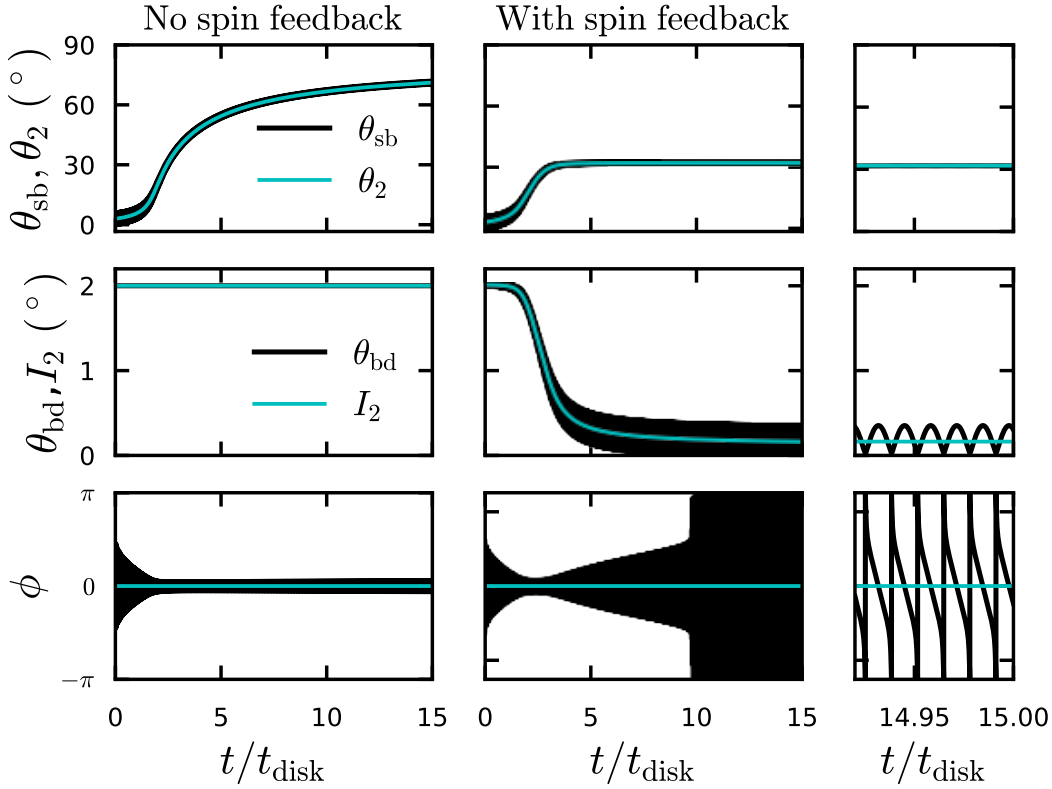 No spin feedback
With spin feedback
θsb, θ2 (°)
90
60
30
0
θsb
θ2
θbd, I2 (°)
2
1
0
θbd
I2
ϕ
π
0
−π
0 5 10 15
0 5 10 15
14.95 15.00
t/tdisk
t/tdisk
t/tdisk